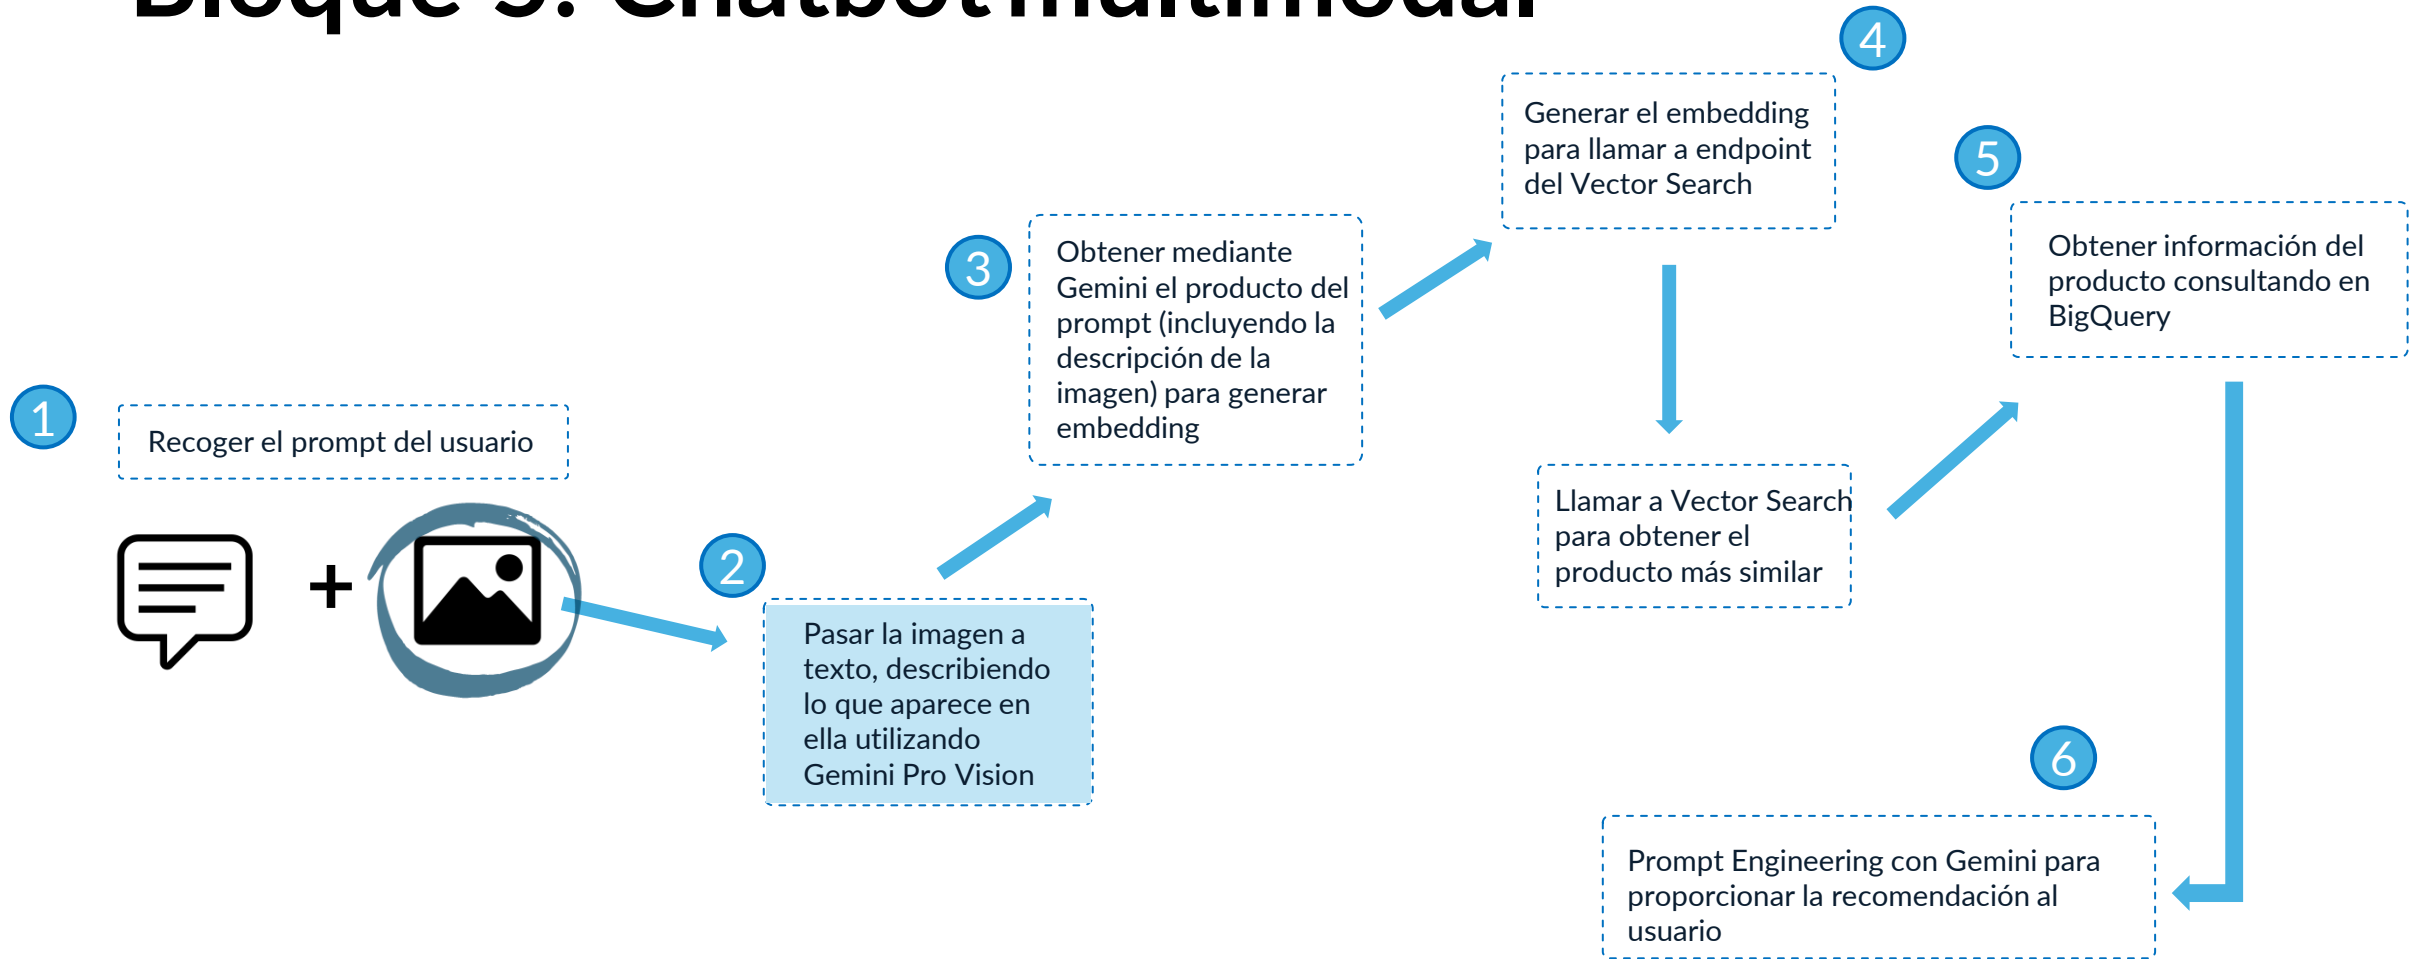 Bloque 5: Chatbot multimodal
1
Recoger el prompt del usuario
+
2
Pasar la imagen a
texto, describiendo
lo que aparece en
ella utilizando
Gemini Pro Vision
3
Obtener mediante
Gemini el producto del
prompt (incluyendo la
descripción de la
imagen) para generar
embedding
4
Generar el embedding
para llamar a endpoint
del Vector Search
Llamar a Vector Search
para obtener el
producto más similar
5
Obtener información del
producto consultando en
BigQuery
6
Prompt Engineering con Gemini para
proporcionar la recomendación al
usuario